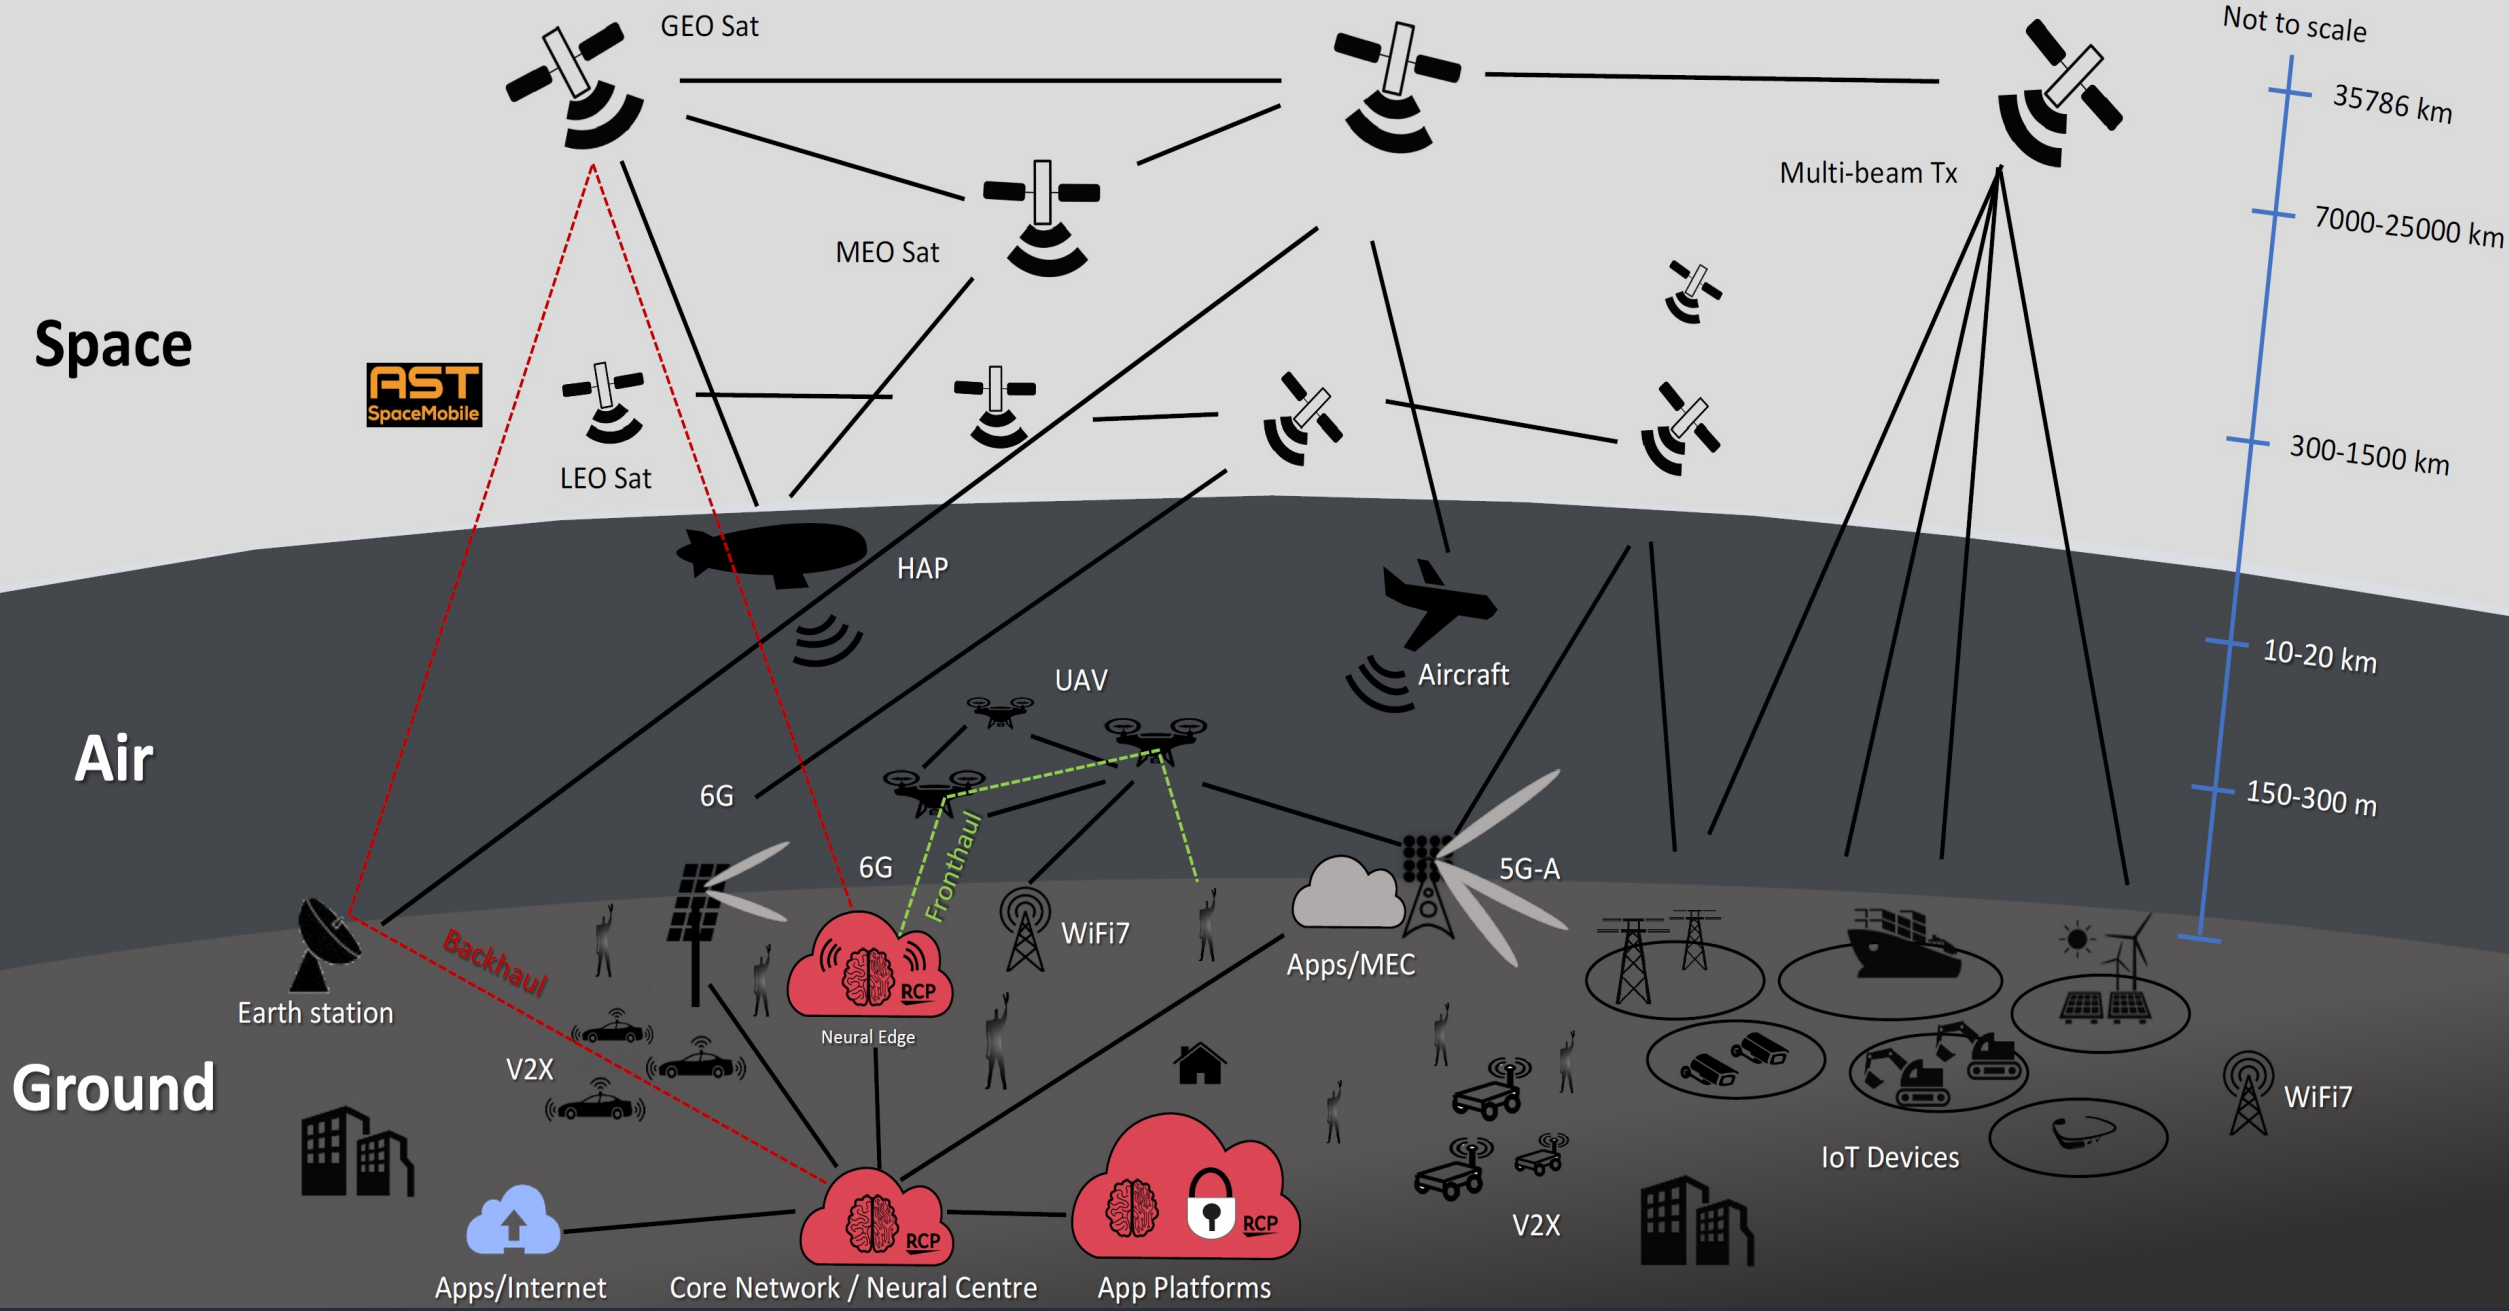 GEO Sat
Not to scale
35786 km
Multi-beam Tx
7000-25000 km
MEO Sat
Space
AST
SpaceMobile
LEO Sat
300-1500 km
HAP
10-20 km
UAV
Aircraft
Air
6G
150-300 m
6G
Fronthaul
5G-A
WiFi7
Backhaul
Apps/MEC
RCP
Earth station
Neural Edge
V2X
Ground
WiFi7
IoT Devices
V2X
RCP
RCP
Apps/Internet
Core Network / Neural Centre
App Platforms